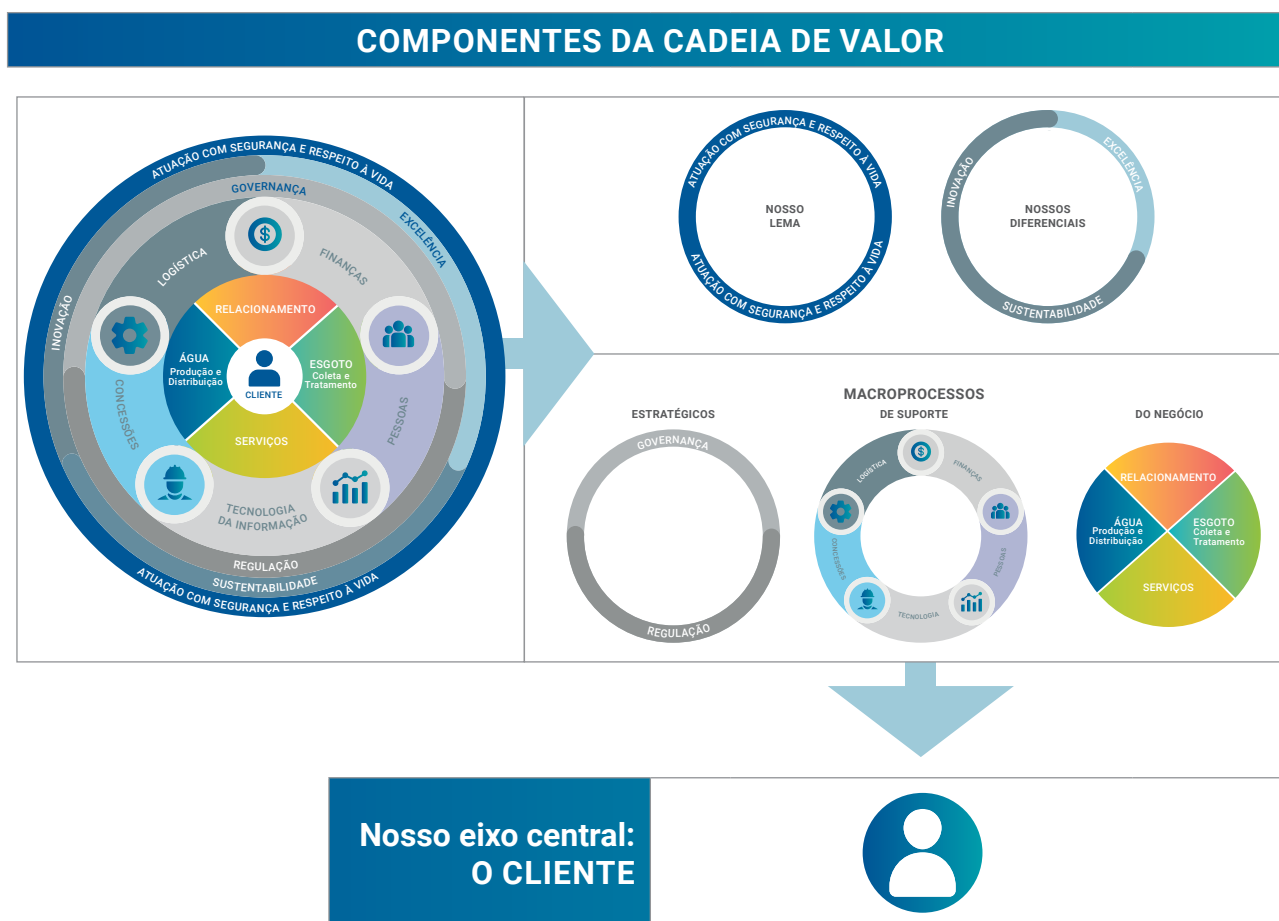 COMPONENTES DA CADEIA DE VALOR
ATUAÇÃO COM SEGURANÇA E RESPEITO À VIDA
GOVERNANÇA
EXCELÊNCIA
INOVAÇÃO
LOGÍSTICA
FINANÇAS
RELACIONAMENTO
ÁGUA
Produção e
Distribuição
CLIENTE
ESGOTO
Coleta e
Tratamento
SERVIÇOS
CONCESSÕES
PESSOAS
TECNOLOGIA
DA INFORMAÇÃO
REGULAÇÃO
SUSTENTABILIDADE
ATUAÇÃO COM SEGURANÇA E RESPEITO À VIDA
ATUAÇÃO COM SEGURANÇA E RESPEITO À VIDA
NOSSO
LEMA
ATUAÇÃO COM SEGURANÇA E RESPEITO À VIDA
INOVAÇÃO
EXCELÊNCIA
NOSSOS
DIFERENCIAIS
SUSTENTABILIDADE
MACROPROCESSOS
ESTRATÉGICOS
DE SUPORTE
DO NEGÓCIO
GOVERNANÇA
REGULAÇÃO
LOGÍSTICA
FINANÇAS
CONCESSÕES
PESSOAS
TECNOLOGIA
RELACIONAMENTO
ÁGUA
Produção e
Distribuição
ESGOTO
Coleta e
Tratamento
SERVIÇOS
Nosso eixo central:
O CLIENTE